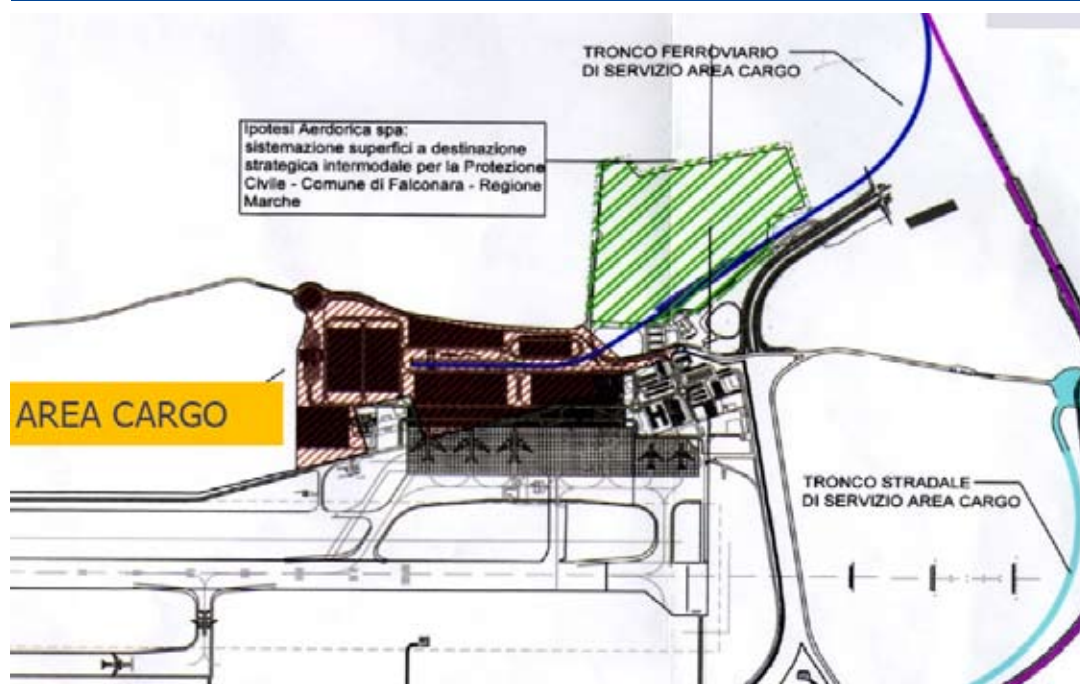 TRONCO FERROVIARIO
DI SERVIZIO AREA CARGO
Ipotesi Aerdorica spa:
sistemazione superfici a destinazione
strategica intermodale per la Protezione
Civile - Comune di Falconara - Regione
Marche
AREA CARGO
TRONCO STRADALE
DI SERVIZIO AREA CARGO